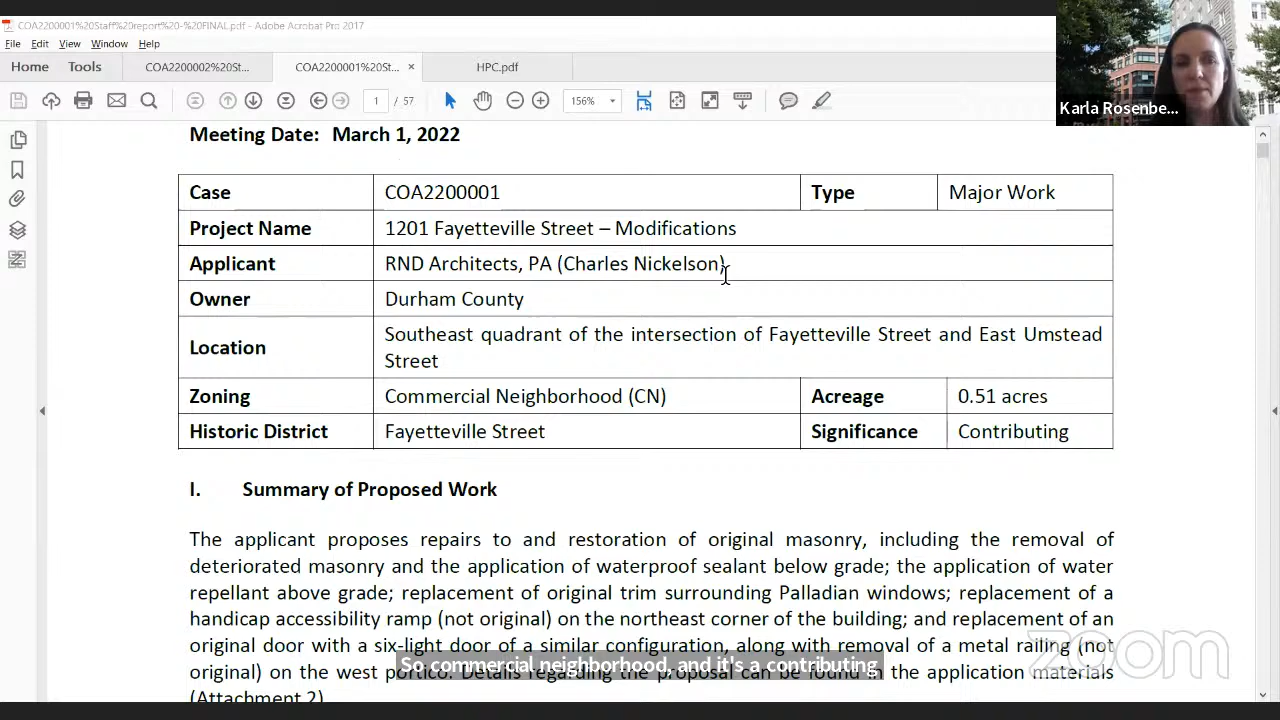 COA2200001%20Staff%20report%20-%20FINAL.pdf - Adobe Acrobat Pro 2017
File Edit View Window Help
Home Tools COA2200002%20St... COA2200001%20St... × HPC.pdf
1 / 57 156%
Karla Rosenbe...
Meeting Date: March 1, 2022
Case COA2200001 Type Major Work
Project Name 1201 Fayetteville Street – Modifications
Applicant RND Architects, PA (Charles Nickelson)
Owner Durham County
Location Southeast quadrant of the intersection of Fayetteville Street and East Umstead
Street
Zoning Commercial Neighborhood (CN) Acreage 0.51 acres
Historic District Fayetteville Street Significance Contributing
I. Summary of Proposed Work
The applicant proposes repairs to and restoration of original masonry, including the removal of
deteriorated masonry and the application of waterproof sealant below grade; the application of water
repellant above grade; replacement of original trim surrounding Palladian windows; replacement of a
handicap accessibility ramp (not original) on the northeast corner of the building; and replacement of an
original door with a six-light door of a similar configuration, along with removal of a metal railing (not
original) on the west portico. Details regarding the proposal can be found in the application materials
(Attachment 2).
So commercial neighborhood, and it's a contributing
zoom